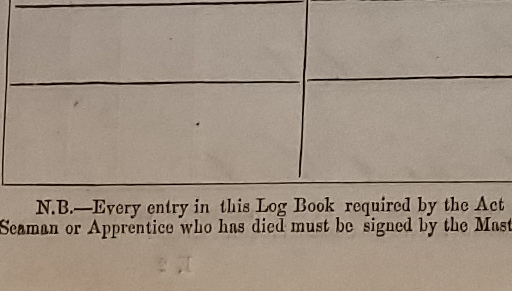 N.B.—Every entry in this Log Book required by the Act
Seaman or Apprentice who has died must be signed by the Mast